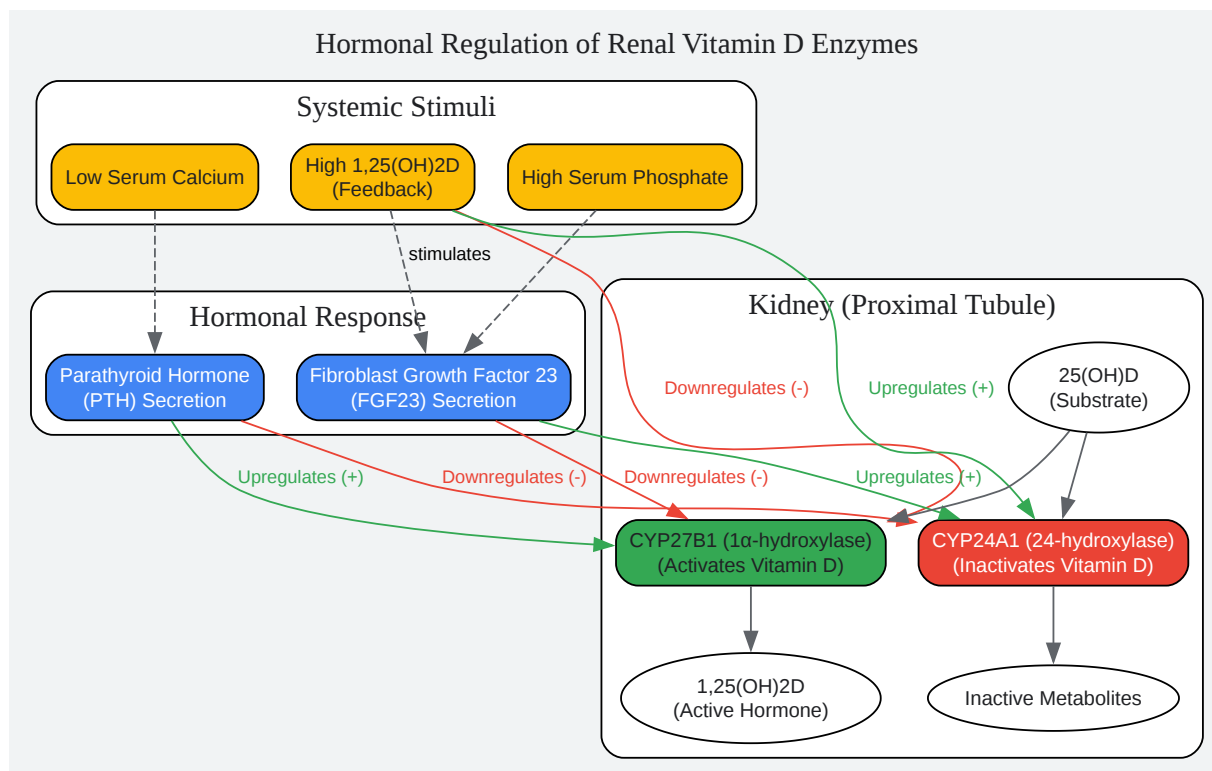 Hormonal Regulation of Renal Vitamin D Enzymes
Systemic Stimuli
Low Serum Calcium
High 1,25(OH)2D
(Feedback)
High Serum Phosphate
stimulates
Hormonal Response
Parathyroid Hormone
(PTH) Secretion
Fibroblast Growth Factor 23
(FGF23) Secretion
Kidney (Proximal Tubule)
Downregulates (-)
Upregulates (+)
25(OH)D
(Substrate)
Upregulates (+)
Downregulates (-)
Downregulates (-)
Upregulates (+)
CYP27B1 (1α-hydroxylase)
(Activates Vitamin D)
CYP24A1 (24-hydroxylase)
(Inactivates Vitamin D)
1,25(OH)2D
(Active Hormone)
Inactive Metabolites